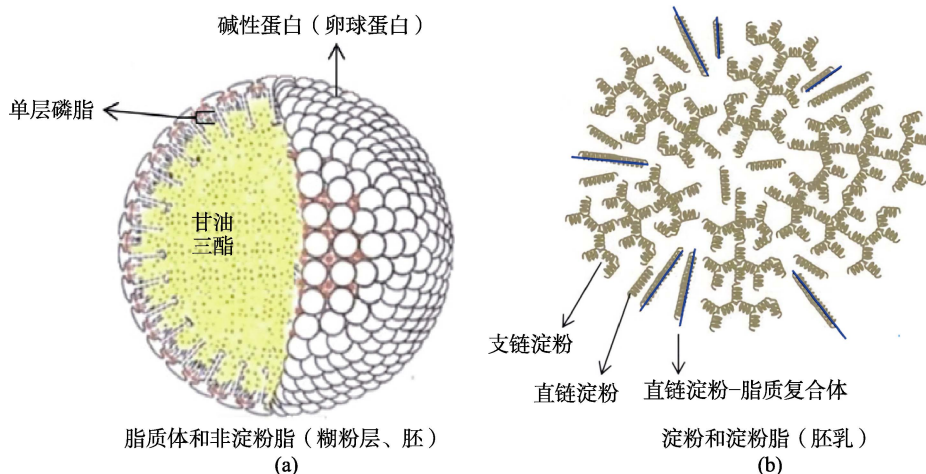 碱性蛋白（卵球蛋白）
单层磷脂
甘油
三酯
脂质体和非淀粉脂（糊粉层、胚）
(a)
支链淀粉
直链淀粉
直链淀粉-脂质复合体
淀粉和淀粉脂（胚乳）
(b)